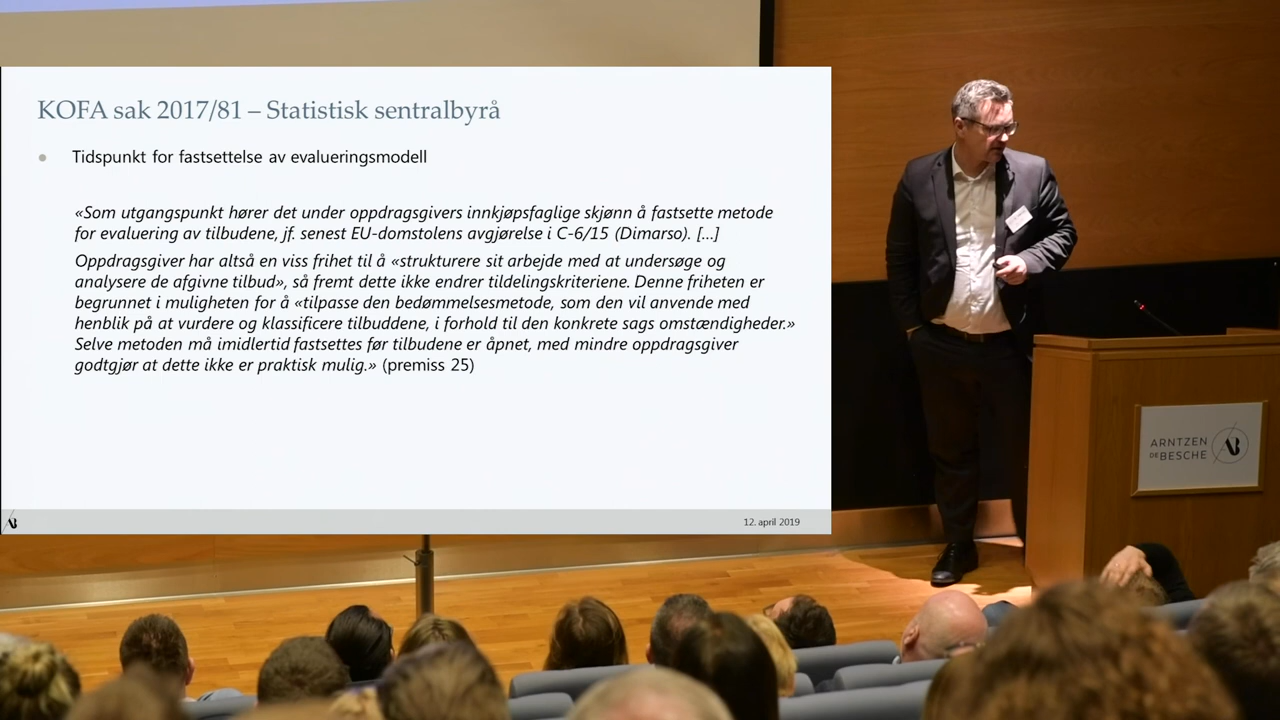 KOFA sak 2017/81 – Statistisk sentralbyrå
• Tidspunkt for fastsettelse av evalueringsmodell
«Som utgangspunkt hører det under oppdragsgivers innkjøpsfaglige skjønn å fastsette metode
for evaluering av tilbudene, jf. senest EU-domstolens avgjørelse i C-6/15 (Dimarso). [...]
Oppdragsgiver har altså en viss frihet til å «strukturere sit arbejde med at undersøge og
analysere de afgivne tilbud», så fremt dette ikke endrer tildelingskriteriene. Denne friheten er
begrunnet i muligheten for å «tilpasse den bedømmelsesmetode, som den vil anvende med
henblik på at vurdere og klassificere tilbuddene, i forhold til den konkrete sags omstændigheder.»
Selve metoden må imidlertid fastsettes før tilbudene er åpnet, med mindre oppdragsgiver
godtgjør at dette ikke er praktisk mulig.» (premiss 25)
12. april 2019
ARNTZEN
DEBESCHE